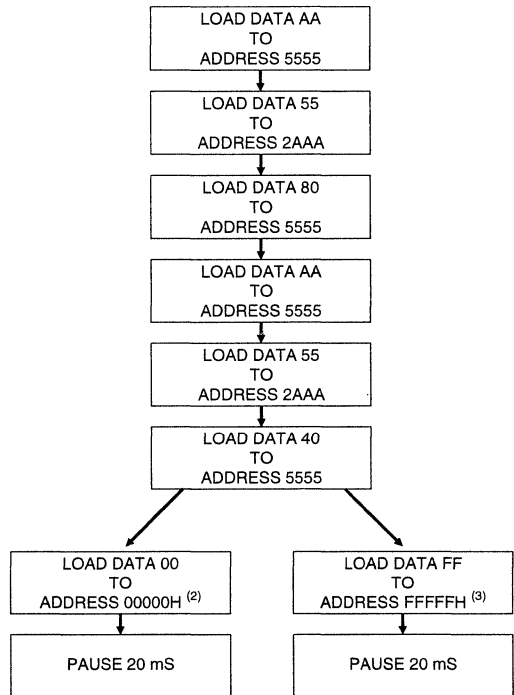 LOAD DATA AA
TO
ADDRESS 5555
LOAD DATA 55
TO
ADDRESS 2AAA
LOAD DATA 80
TO
ADDRESS 5555
LOAD DATA AA
TO
ADDRESS 5555
LOAD DATA 55
TO
ADDRESS 2AAA
LOAD DATA 40
TO
ADDRESS 5555
LOAD DATA 00
TO
ADDRESS 00000H (2)
PAUSE 20 mS
LOAD DATA FF
TO
ADDRESS FFFFFH (3)
PAUSE 20 mS